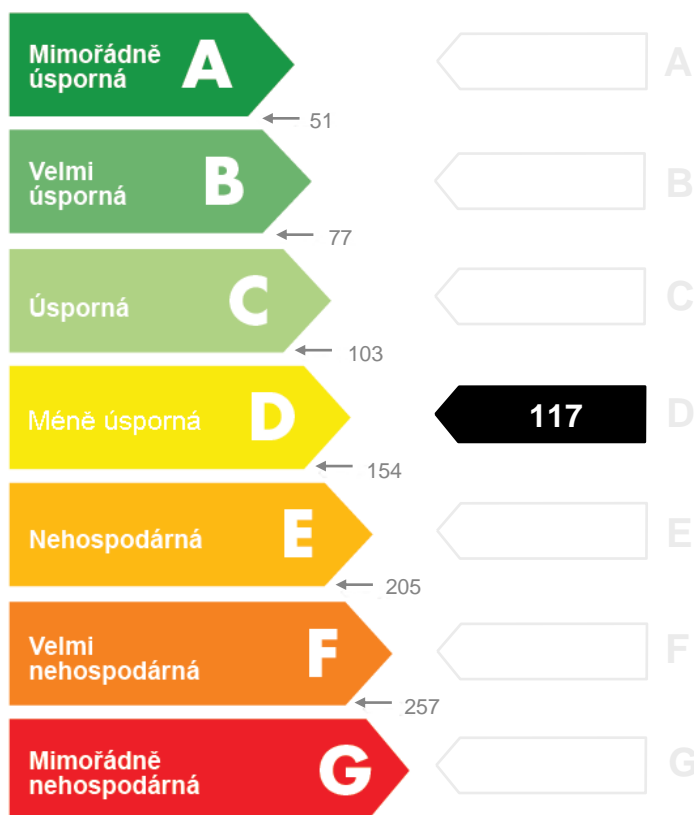 Mimořádně
úsporná
A
A
51
Velmi
úsporná
B
B
77
Úsporná
C
C
103
Méně úsporná
D
117
D
154
Nehospodárná
E
E
205
Velmi
nehospodárná
F
F
257
Mimořádně
nehospodárná
G
G